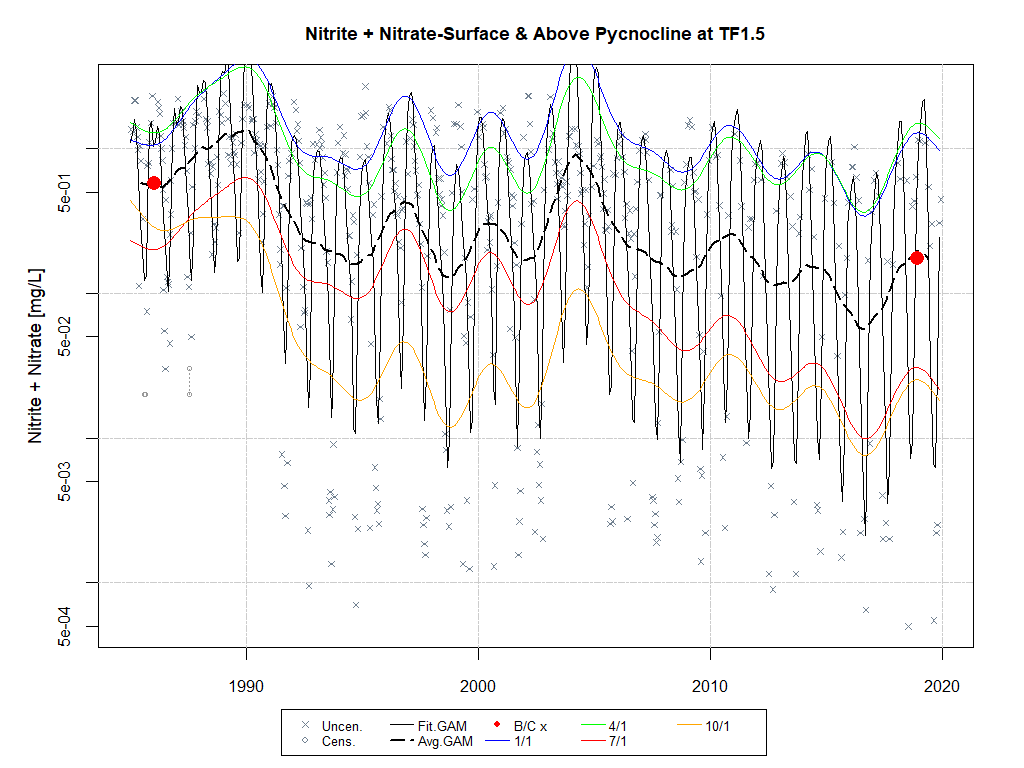 Nitrite + Nitrate-Surface & Above Pycnocline at TF1.5
Nitrite + Nitrate [mg/L]
5e-01
5e-02
5e-03
5e-04
1990 2000 2010 2020
Uncen. Fit.GAM B/C x 4/1 10/1
Cens. Avg.GAM 1/1 7/1